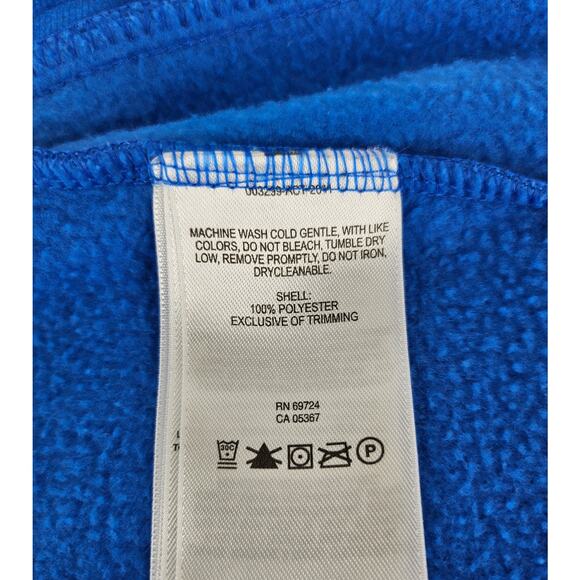 MACHINE WASH COLD GENTLE, WITH LIKE
COLORS, DO NOT BLEACH, TUMBLE DRY
LOW, REMOVE PROMPTLY, DO NOT IRON,
DRYCLEANABLE.
SHELL:
100% POLYESTER
EXCLUSIVE OF TRIMMING
RN 69724
CA 05367
30C P